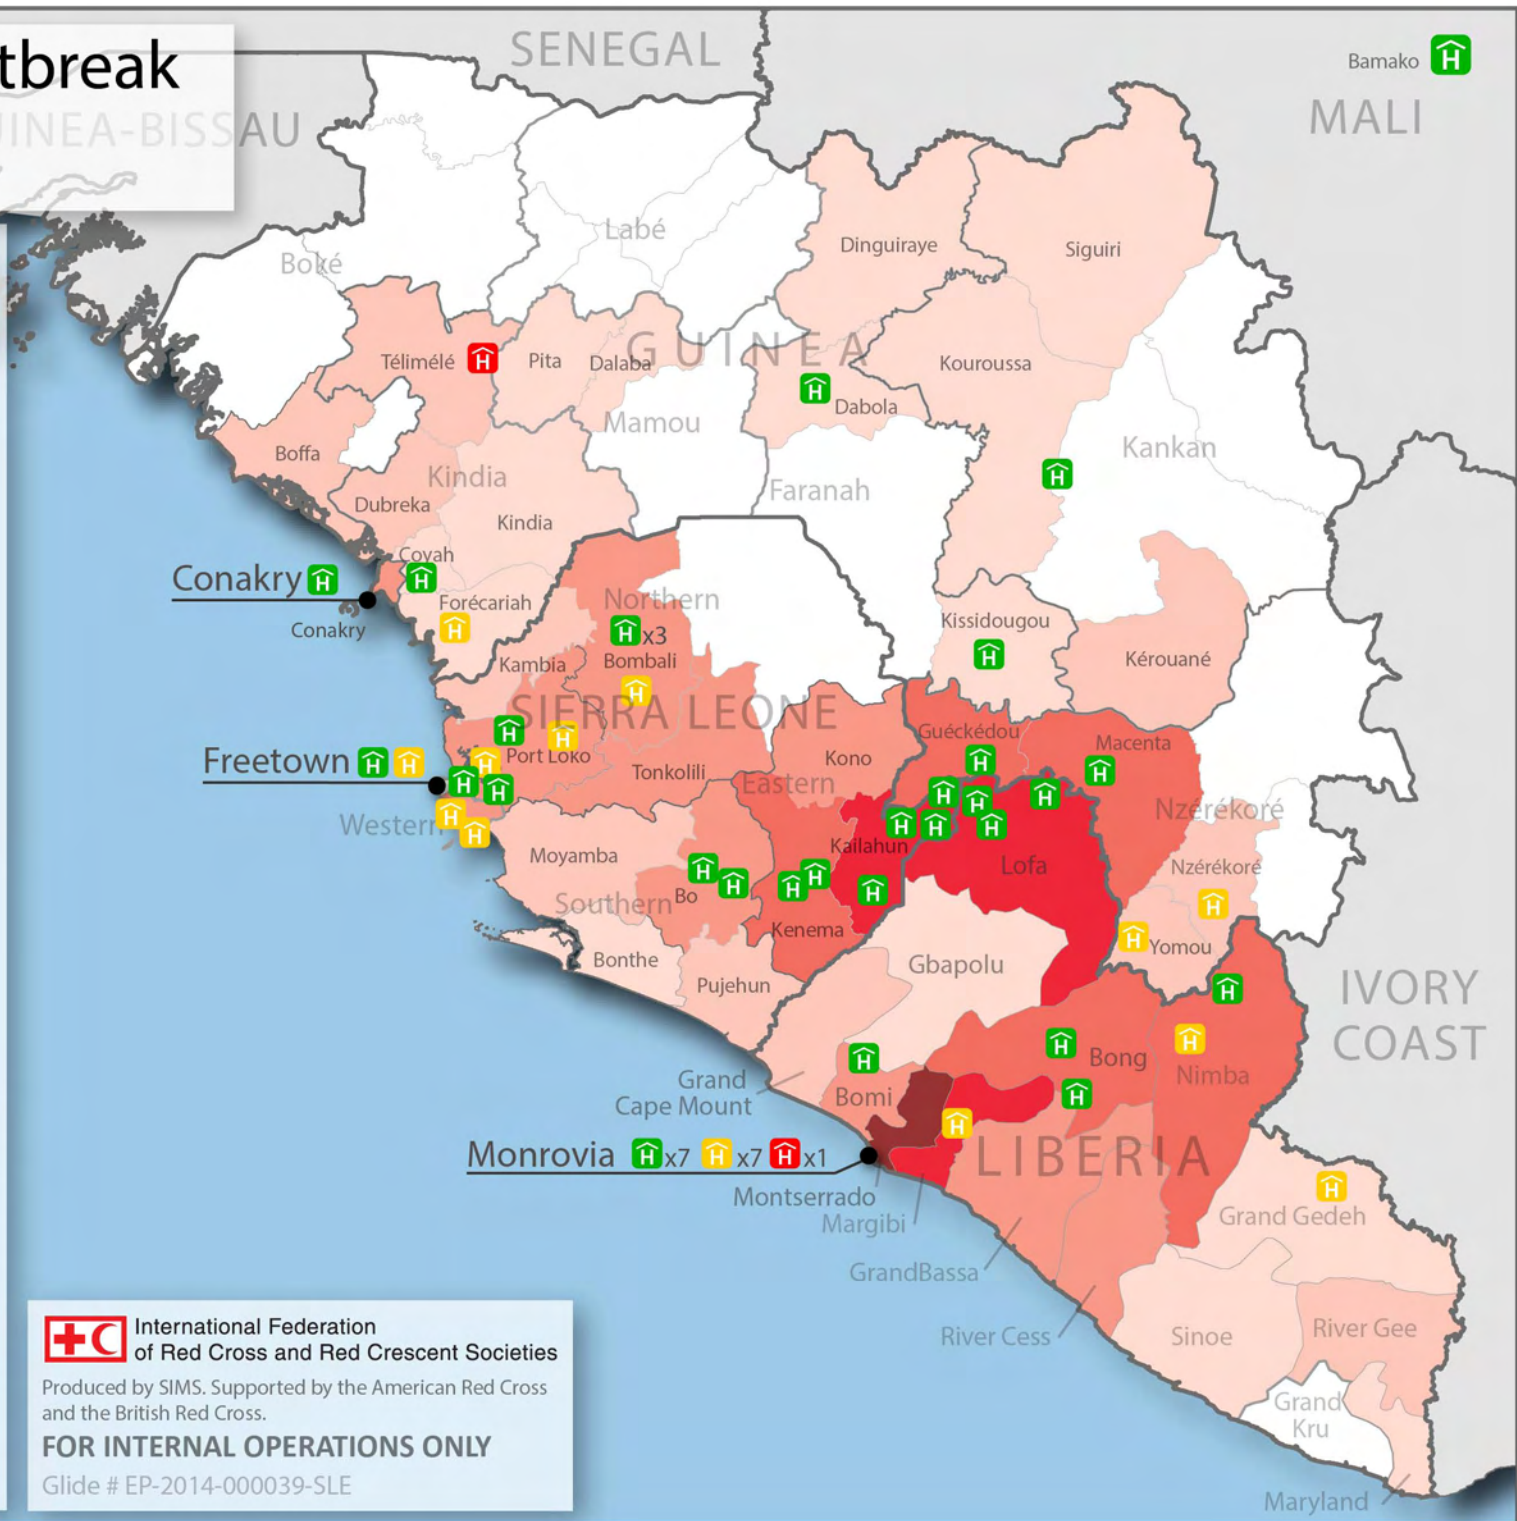 tbreak
SENEGAL
Bamako H
MALI
UINEA-BISSAU
Labé
Boké
Dinguiraye
Siguiri
GUINEA
Télimélé H
Pita
Dalaba
Kouroussa
H
Dabola
Mamou
Kankan
Boffa
Kindia
H
Faranah
Dubreka
Kindia
Coyah
Conakry H
H
Conakry
Forécariah
H
Northern
H x3
Kissidougou
H
Kambia
Bombali
H
Kérouané
SIERRA LEONE
H
H
Port Loko
Guéckédou
H
Macenta
H
Freetown H H
H
H H
Tonkolili
Kono
Eastern
H H H
Nzérékoré
Western
H
H
H H H
Kailahun
Moyamba
H H
H H
H
Lofa
Nzérékoré
H
Southern
Bo
Kenema
H
Yomou
Bonthe
Pujehun
Gbapolu
H
IVORY
COAST
H
H
Bong
H
Nimba
Grand
Cape Mount
Bomi
H
H
LIBERIA
Monrovia H x7 H x7 H x1
Montserrado
Margibi
H
Grand Gedeh
GrandBassa
River Cess
Sinoe
River Gee
Grand
Kru
Maryland
International Federation
of Red Cross and Red Crescent Societies
Produced by SIMS. Supported by the American Red Cross
and the British Red Cross.
FOR INTERNAL OPERATIONS ONLY
Glide # EP-2014-000039-SLE